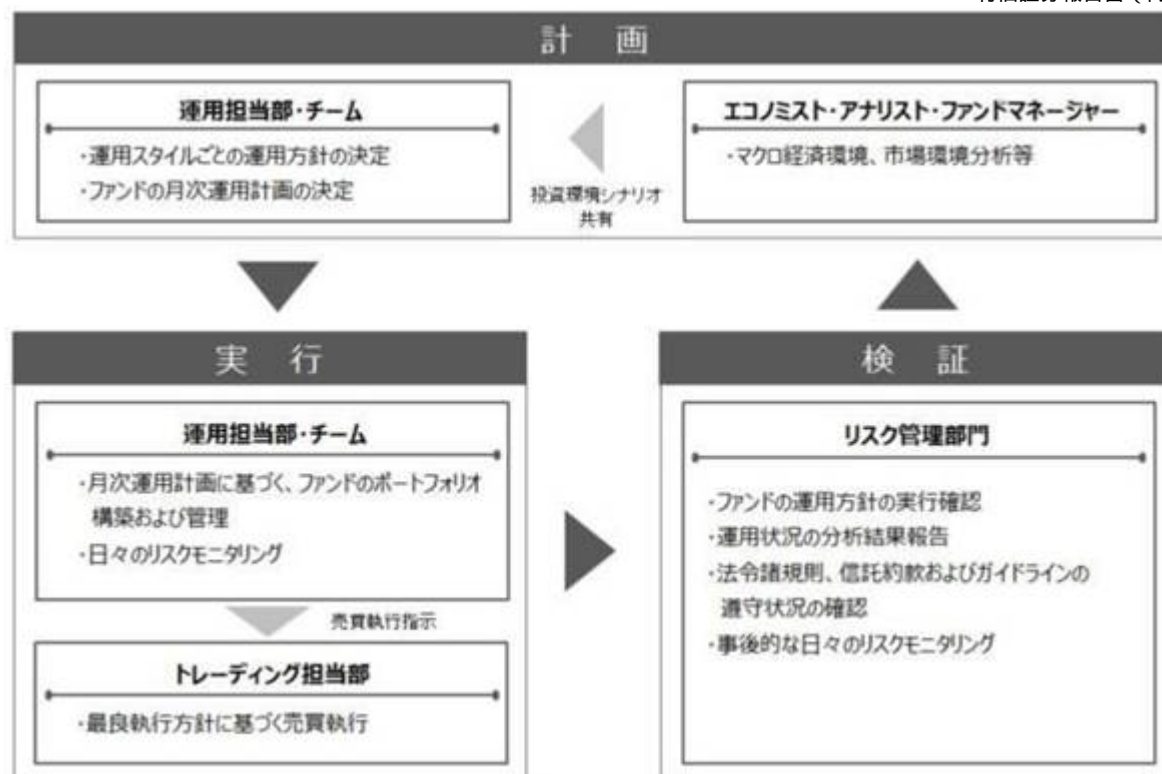 計 画
運用担当部・チーム
・運用スタイルごとの運用方針の決定
・ファンドの月次運用計画の決定
投資環境シナリオ
共有
エコノミスト・アナリスト・ファンドマネージャー
・マクロ経済環境、市場環境分析等
実 行
運用担当部・チーム
・月次運用計画に基づく、ファンドのポートフォリオ
構築および管理
・日々のリスクモニタリング
売買執行指示
トレーディング担当部
・最良執行方針に基づく売買執行
検 証
リスク管理部門
・ファンドの運用方針の実行確認
・運用状況の分析結果報告
・法令諸規則、信託約款およびガイドラインの
遵守状況の確認
・事後的な日々のリスクモニタリング